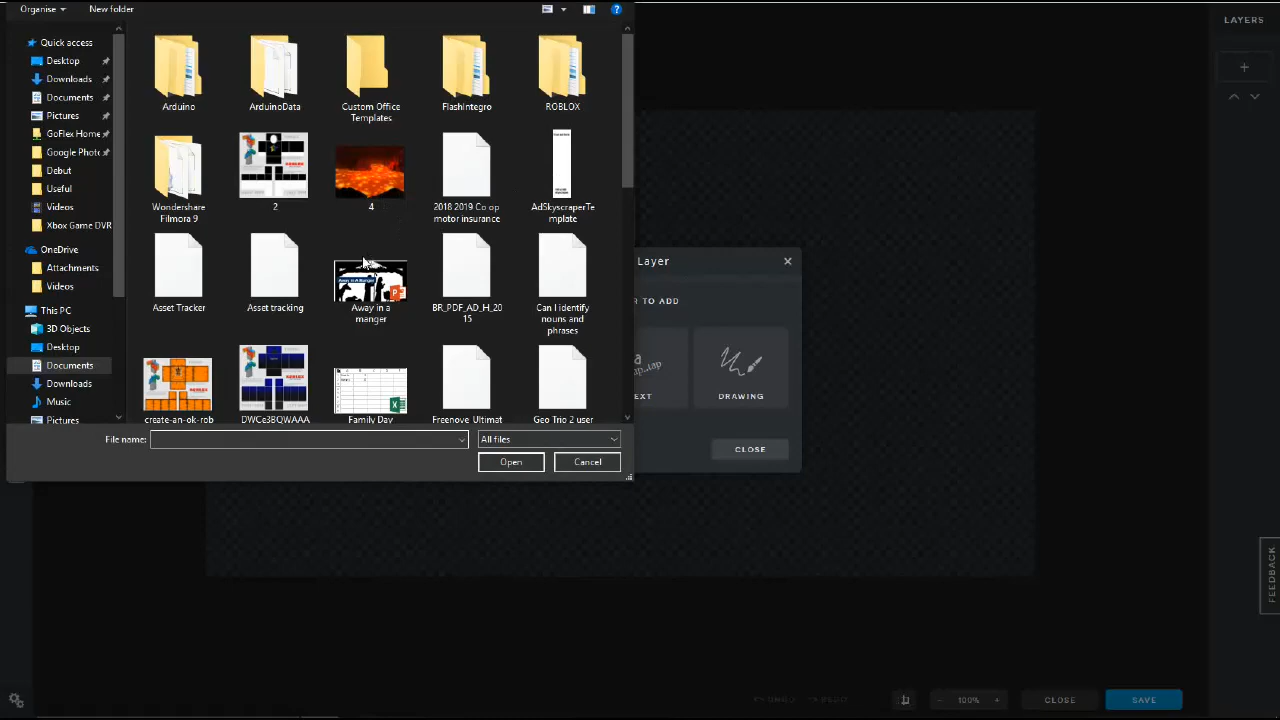 Organise
New folder
LAYERS
Quick access
Desktop
Downloads
Documents
Pictures
GoFlex Home
Google Phot
Debut
Useful
Videos
Xbox Game DVR
OneDrive
Attachments
Videos
This PC
3D Objects
Desktop
Documents
Downloads
Music
Pictures
Arduino
ArduinoData
Custom Office
Templates
FlashIntegro
ROBLOX
Wondershare
Filmora 9
2
4
2018 2019 Co op
motor insurance
AdSkyscraperTe
mplate
Asset Tracker
Asset tracking
Away in a
manger
BR_PDF_AD_H_20
15
Can I identify
nouns and
phrases
create-an-ok-rob
DWCe3BQWAAA
Family Day
Freenove Ultimat
Geo Trio 2 user
File name:
All files
Open
Cancel
Layer
R TO ADD
EXT
DRAWING
CLOSE
FEEDBACK
UNDO
REDO
100%
CLOSE
SAVE